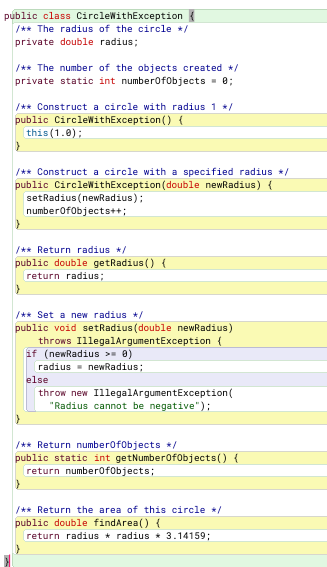 public class CircleWithException {
/** The radius of the circle */
private double radius;
/** The number of the objects created */
private static int numberOfObjects = 0;
/** Construct a circle with radius 1 */
public CircleWithException() {
this(1.0);
}
/** Construct a circle with a specified radius */
public CircleWithException(double newRadius) {
setRadius(newRadius);
numberOfObjects++;
}
/** Return radius */
public double getRadius() {
return radius;
}
/** Set a new radius */
public void setRadius(double newRadius)
throws IllegalArgumentException {
if (newRadius >= 0)
radius = newRadius;
else
throw new IllegalArgumentException(
"Radius cannot be negative");
}
/** Return numberOfObjects */
public static int getNumberOfObjects() {
return numberOfObjects;
}
/** Return the area of this circle */
public double findArea() {
return radius * radius * 3.14159;
}
}